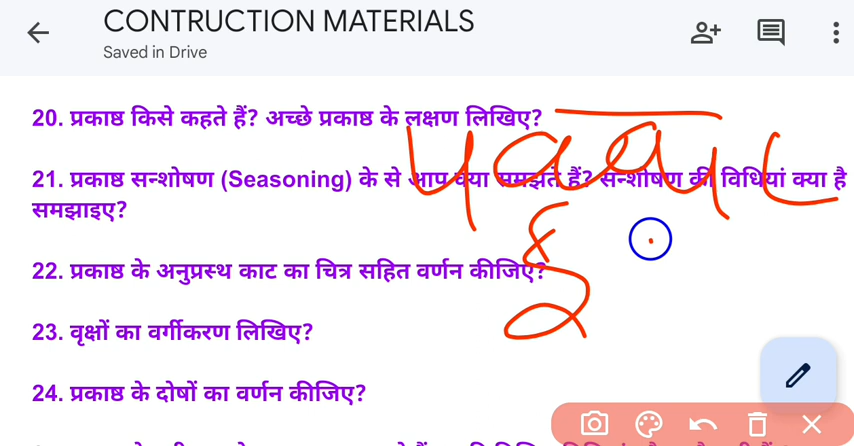 CONTRUCTION MATERIALS
Saved in Drive
20. प्रकाष्ठ किसे कहते हैं? अच्छे प्रकाष्ठ के लक्षण लिखिए?
21. प्रकाष्ठ सन्शोषण (Seasoning) के से आप क्या समझते हैं? सन्शोषण की विधियां क्या है
समझाइए?
22. प्रकाष्ठ के अनुप्रस्थ काट का चित्र सहित वर्णन कीजिए?
23. वृक्षों का वर्गीकरण लिखिए?
24. प्रकाष्ठ के दोषों का वर्णन कीजिए?